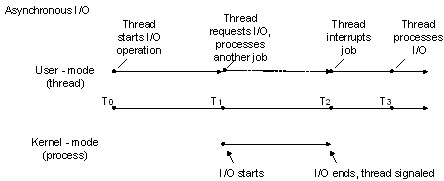 Asynchronous I/O
Thread
starts I/O
operation
Thread
requests I/O,
processes
another job
Thread
interrupts
job
Thread
processes
I/O
User - mode
(thread)
T0
T1
T2
T3
Kernel - mode
(process)
I/O starts
I/O ends, thread signaled